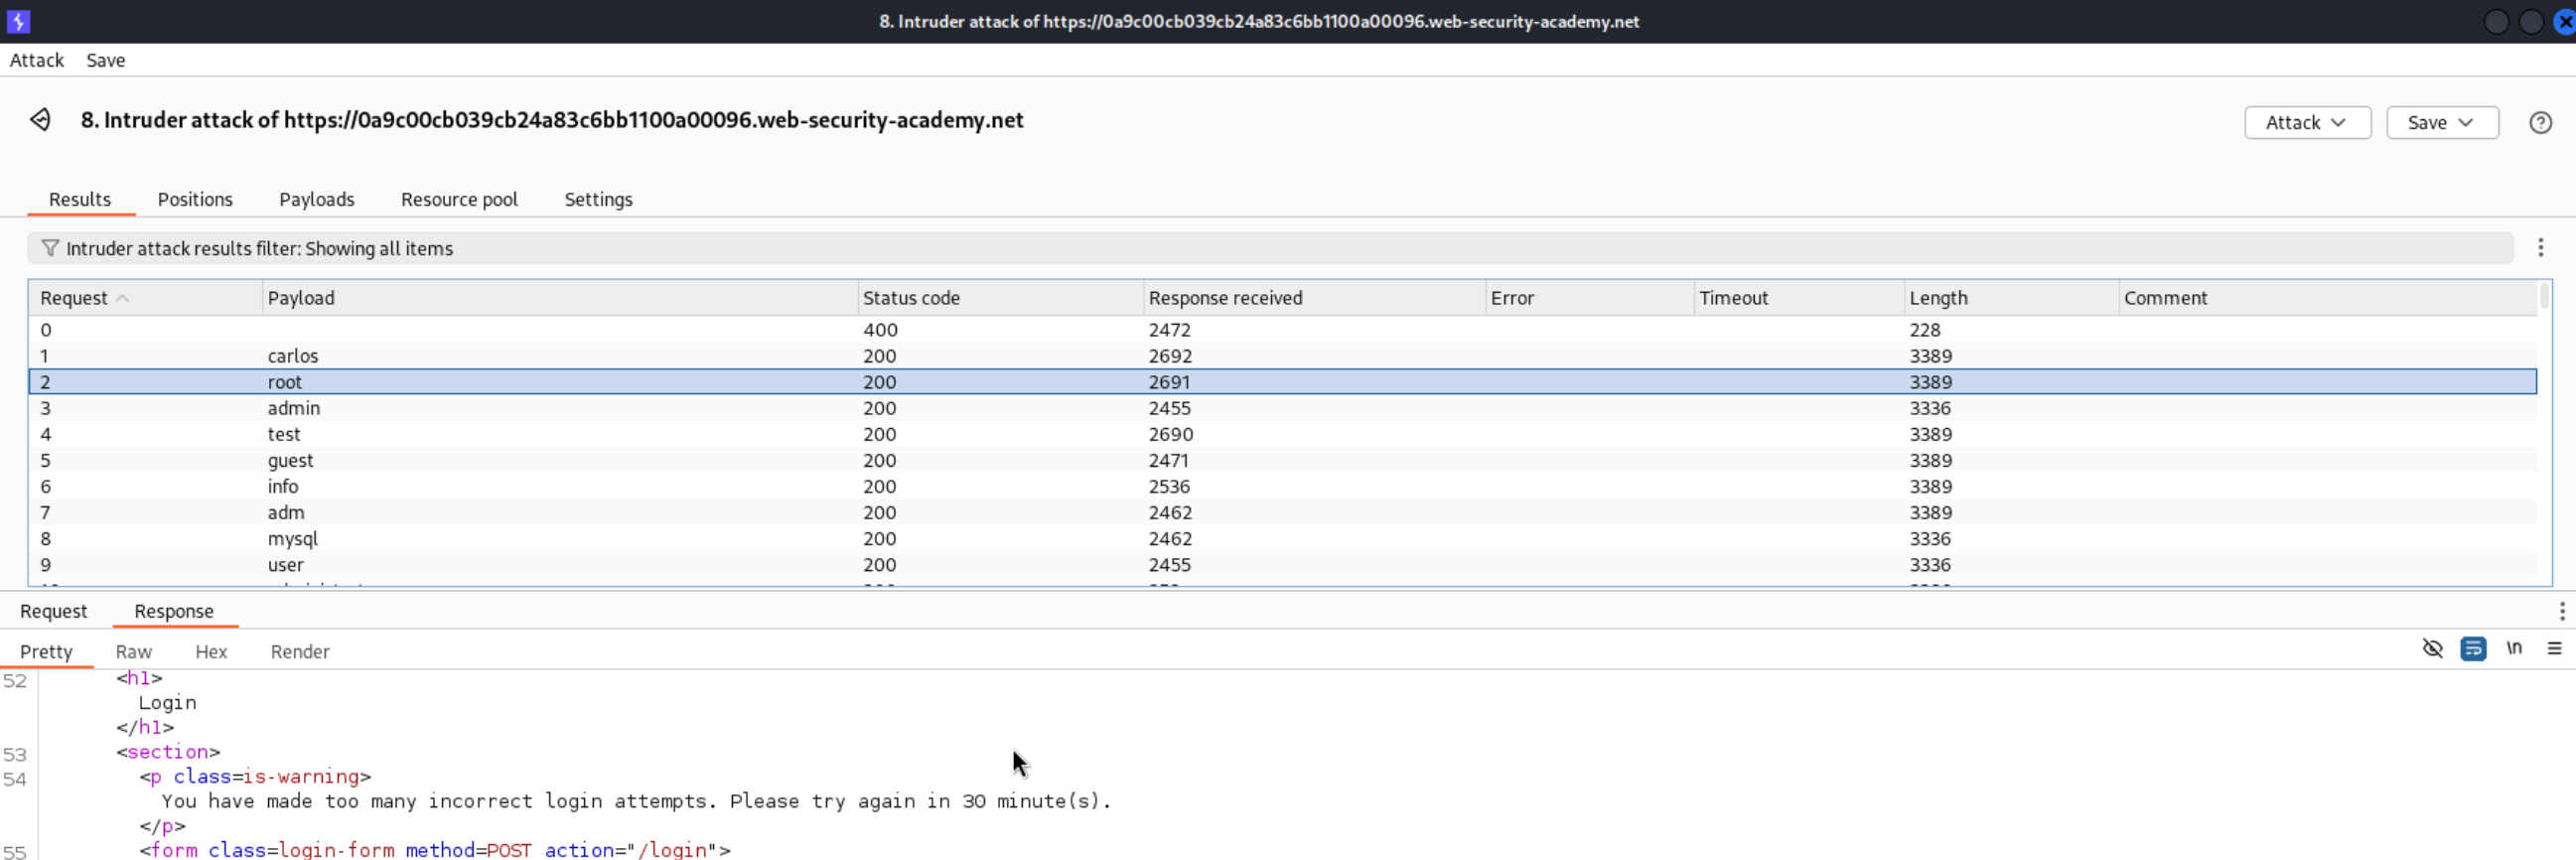 8. Intruder attack of https://0a9c00cb039cb24a83c6bb1100a00096.web-security-academy.net
Attack Save
8. Intruder attack of https://0a9c00cb039cb24a83c6bb1100a00096.web-security-academy.net
Attack Save ?
Results Positions Payloads Resource pool Settings
Intruder attack results filter: Showing all items
Request Payload Status code Response received Error Timeout Length Comment
0 400 2472 228
1 carlos 200 2692 3389
2 root 200 2691 3389
3 admin 200 2455 3336
4 test 200 2690 3389
5 guest 200 2471 3389
6 info 200 2536 3389
7 adm 200 2462 3389
8 mysql 200 2462 3336
9 user 200 2455 3336
Request Response
Pretty Raw Hex Render \n
52 <h1>
Login
</h1>
53 <section>
54 <p class=is-warning>
You have made too many incorrect login attempts. Please try again in 30 minute(s).
</p>
55 <form class=login-form method=POST action="/login">